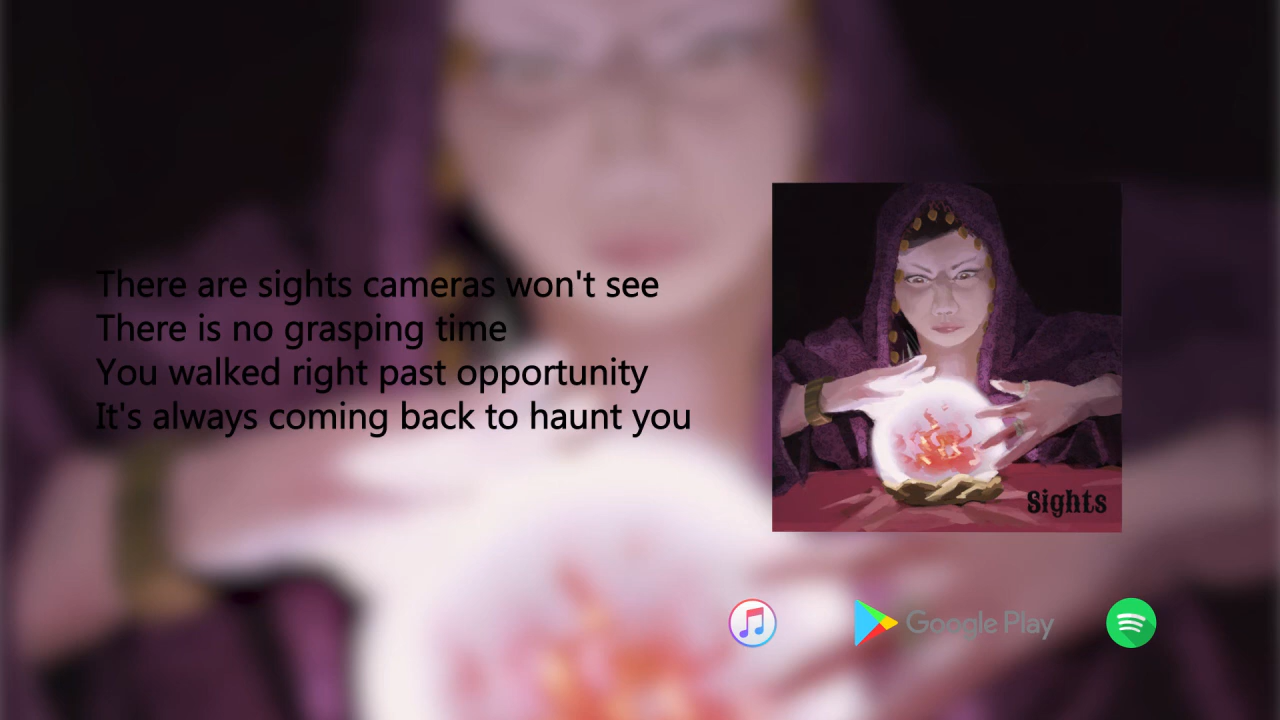 There are sights cameras won't see
There is no grasping time
You walked right past opportunity
It's always coming back to haunt you
Sights
Google Play